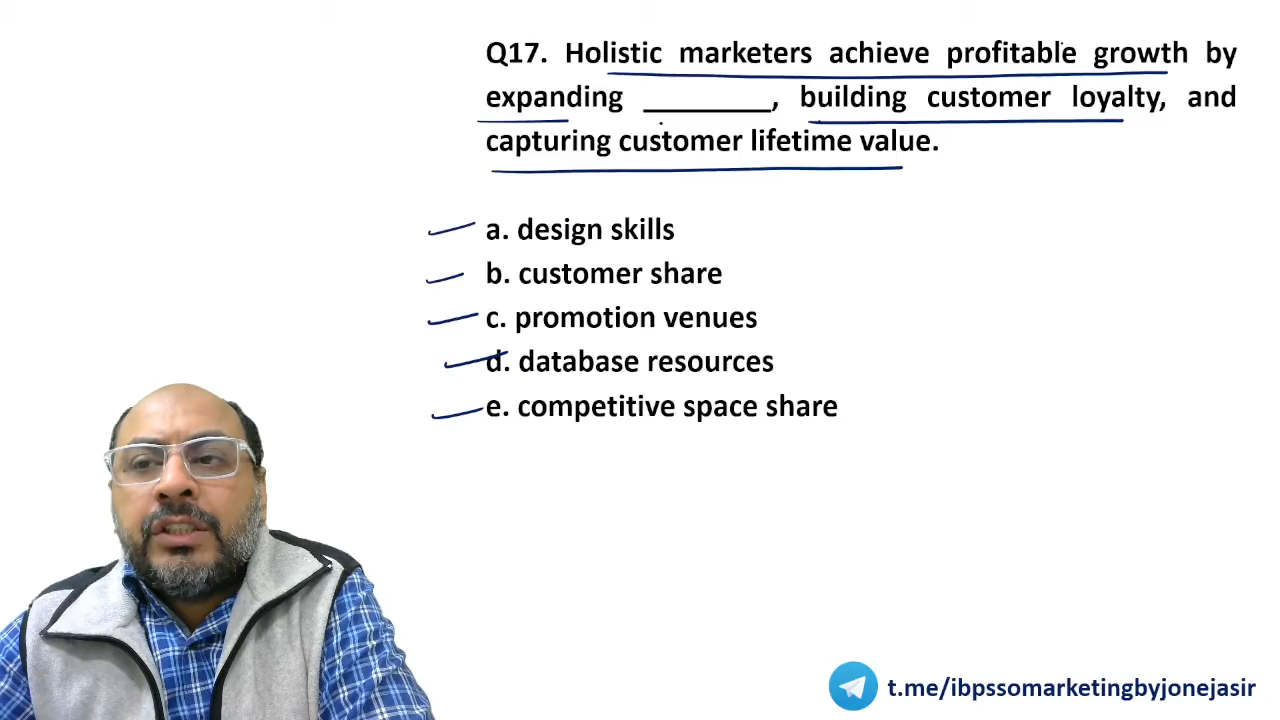 Q17. Holistic marketers achieve profitable growth by
expanding ________, building customer loyalty, and
capturing customer lifetime value.
a. design skills
b. customer share
c. promotion venues
d. database resources
e. competitive space share
t.me/ibpssomarketingbyjonejasir